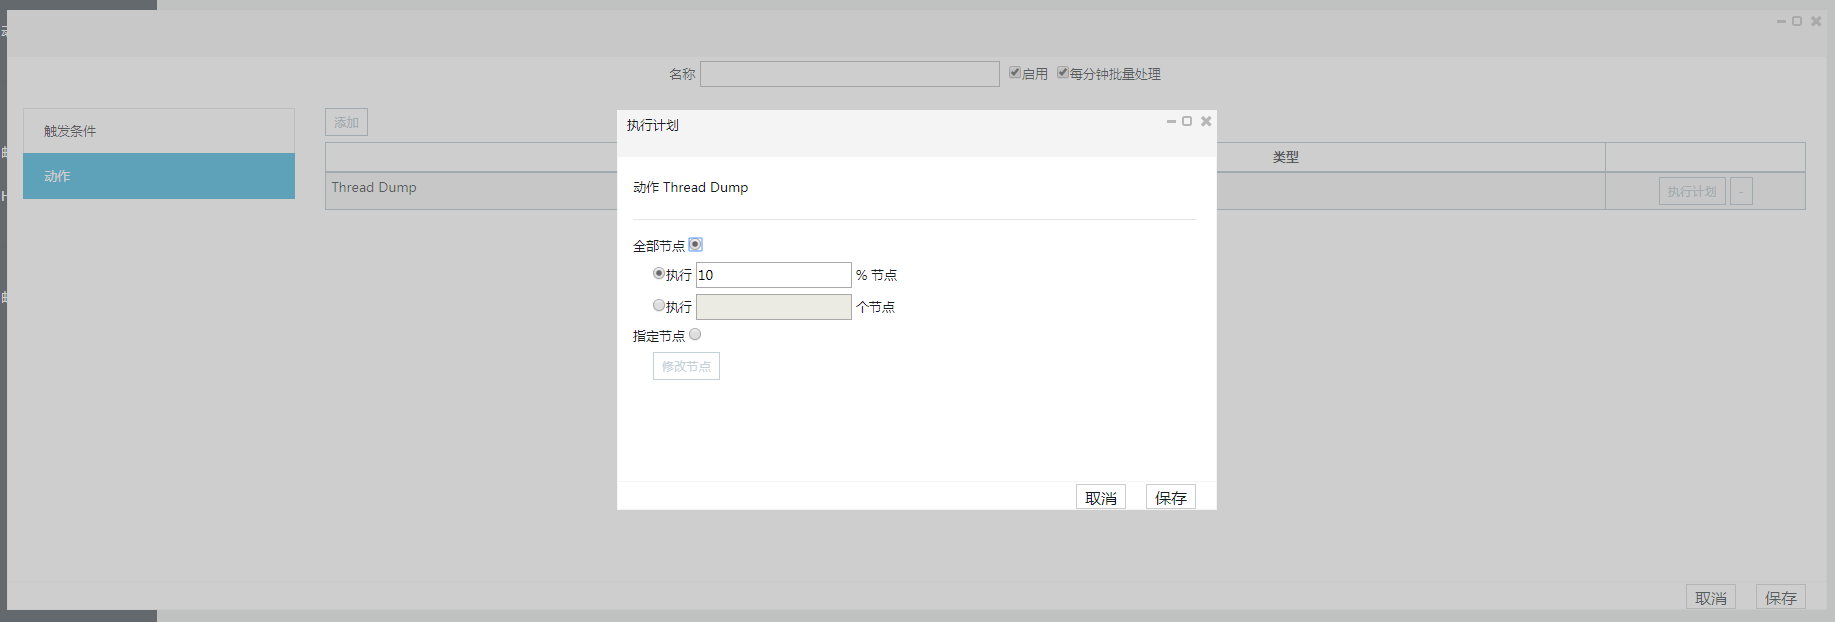 名称 启用 每分钟批量处理
触发条件
动作
添加
类型
Thread Dump
执行计划 -
执行计划
动作 Thread Dump
全部节点
执行 10 % 节点
执行 个节点
指定节点
修改节点
取消 保存
取消 保存